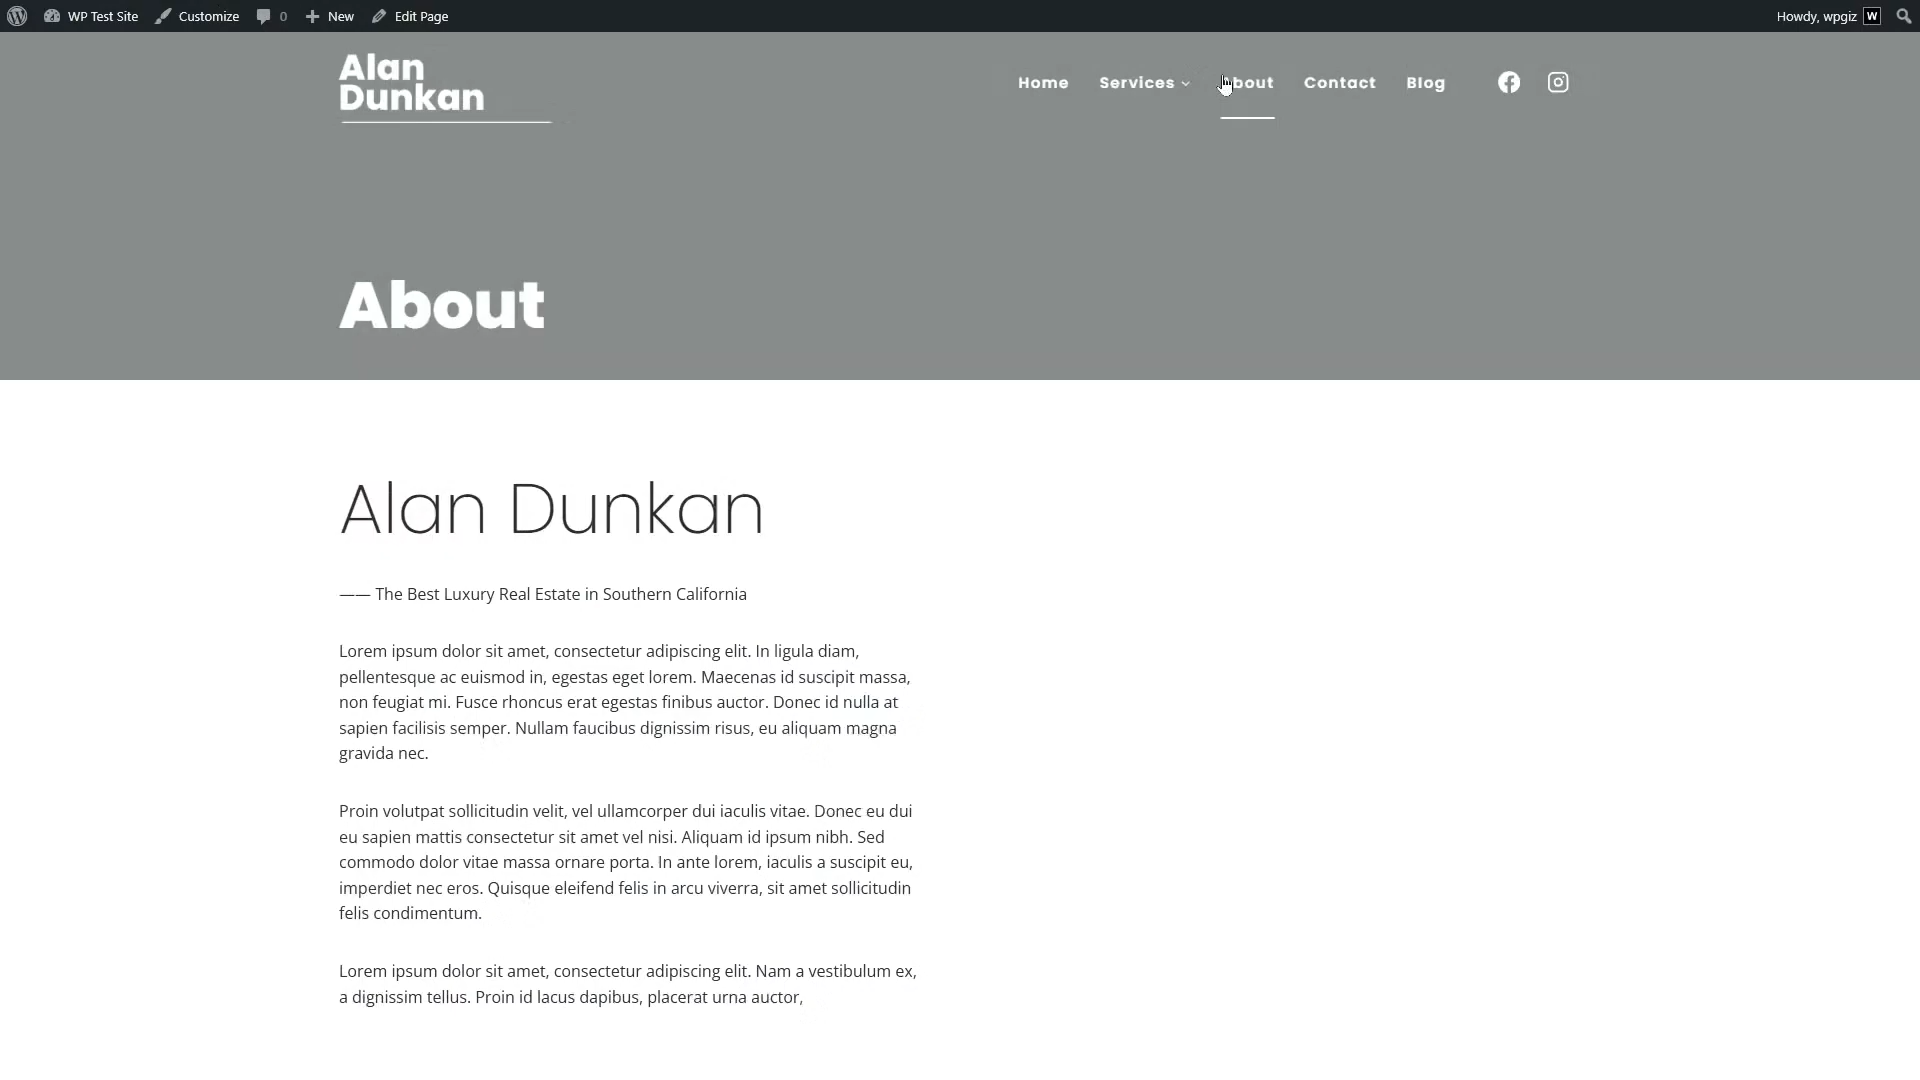 WP Test Site Customize 0 New Edit Page Howdy, wpgiz W
Alan
Dunkan
Home Services About Contact Blog
About
Alan Dunkan
—— The Best Luxury Real Estate in Southern California
Lorem ipsum dolor sit amet, consectetur adipiscing elit. In ligula diam,
pellentesque ac euismod in, egestas eget lorem. Maecenas id suscipit massa,
non feugiat mi. Fusce rhoncus erat egestas finibus auctor. Donec id nulla at
sapien facilisis semper. Nullam faucibus dignissim risus, eu aliquam magna
gravida nec.
Proin volutpat sollicitudin velit, vel ullamcorper dui iaculis vitae. Donec eu dui
eu sapien mattis consectetur sit amet vel nisi. Aliquam id ipsum nibh. Sed
commodo dolor vitae massa ornare porta. In ante lorem, iaculis a suscipit eu,
imperdiet nec eros. Quisque eleifend felis in arcu viverra, sit amet sollicitudin
felis condimentum.
Lorem ipsum dolor sit amet, consectetur adipiscing elit. Nam a vestibulum ex,
a dignissim tellus. Proin id lacus dapibus, placerat urna auctor,